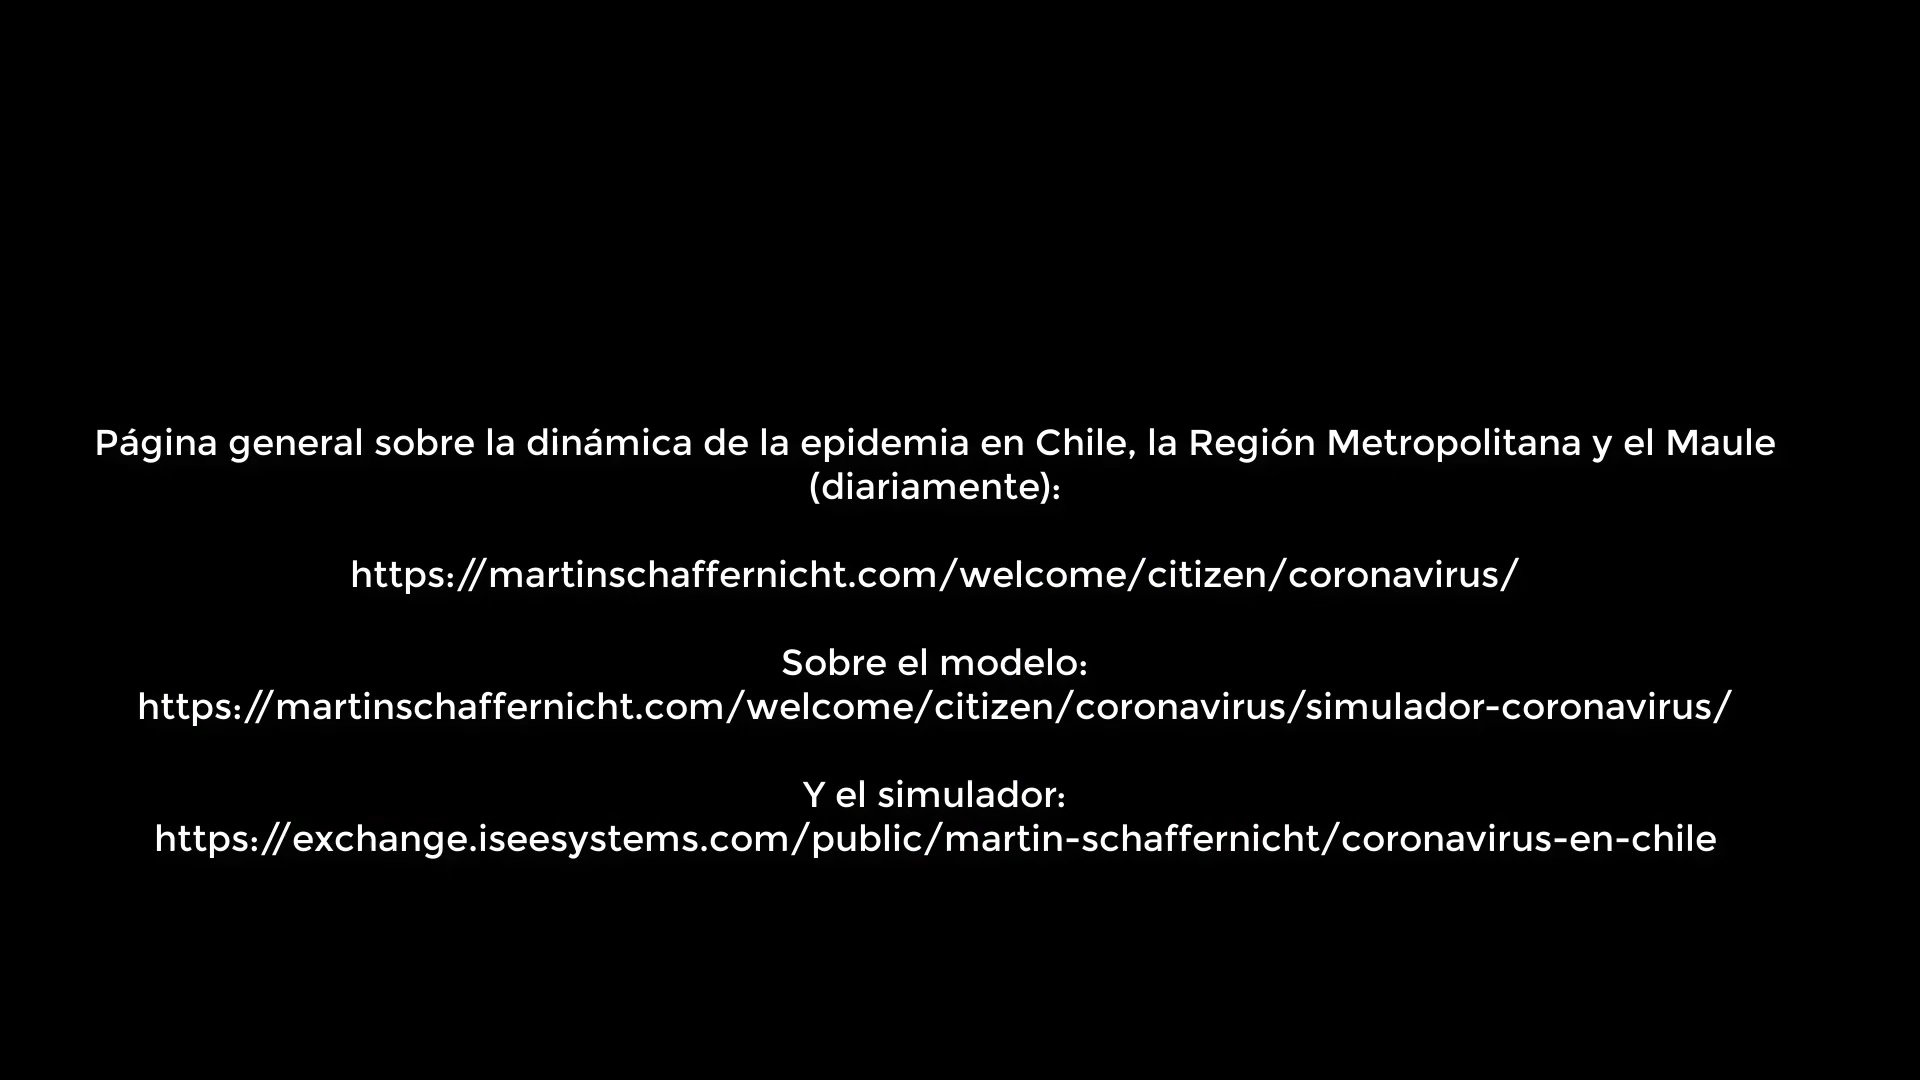 Página general sobre la dinámica de la epidemia en Chile, la Región Metropolitana y el Maule
(diariamente):
https://martinschaffernicht.com/welcome/citizen/coronavirus/
Sobre el modelo:
https://martinschaffernicht.com/welcome/citizen/coronavirus/simulador-coronavirus/
Y el simulador:
https://exchange.iseesystems.com/public/martin-schaffernicht/coronavirus-en-chile